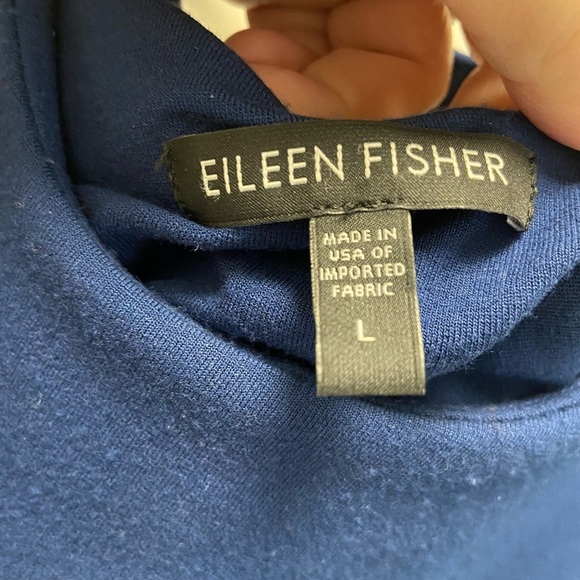 EILEEN FISHER
MADE IN
USA OF
IMPORTED
FABRIC
L